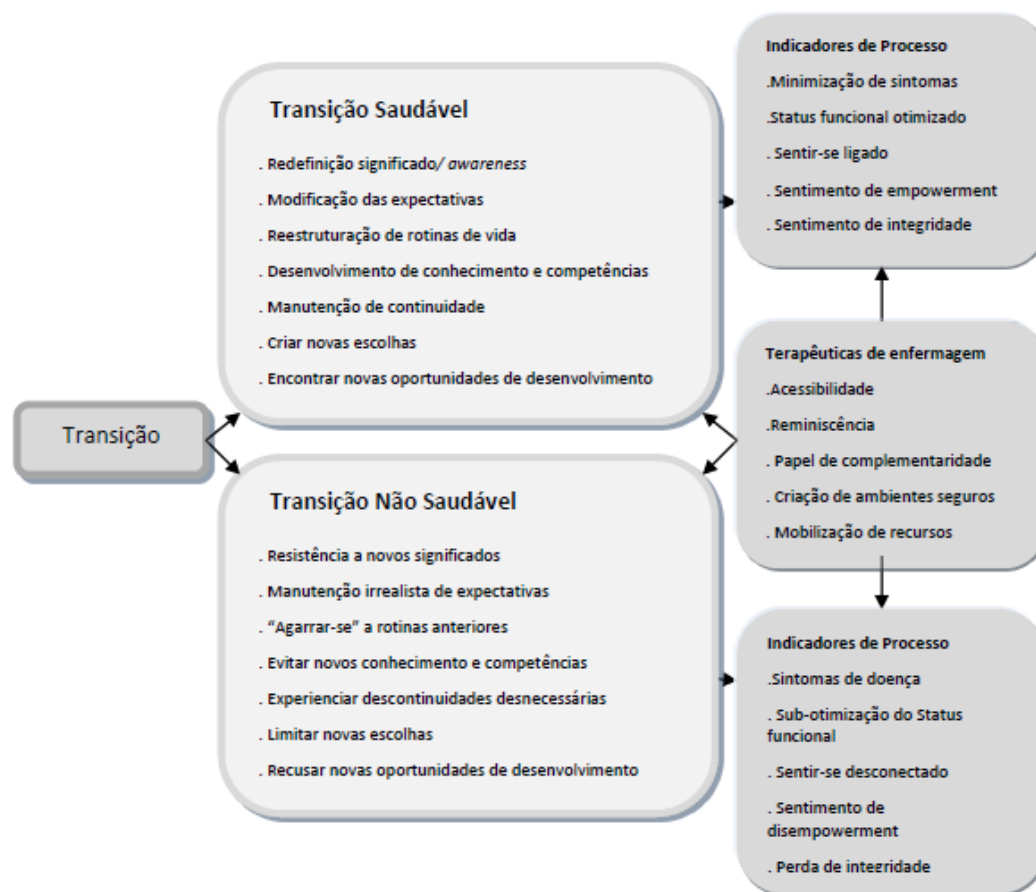 Transição
Transição Saudável
. Redefinição significado/ awareness
. Modificação das expectativas
. Reestruturação de rotinas de vida
. Desenvolvimento de conhecimento e competências
. Manutenção de continuidade
. Criar novas escolhas
. Encontrar novas oportunidades de desenvolvimento
Transição Não Saudável
. Resistência a novos significados
. Manutenção irrealista de expectativas
. “Agarrar-se” a rotinas anteriores
. Evitar novos conhecimento e competências
. Experienciar descontinuidades desnecessárias
. Limitar novas escolhas
. Recusar novas oportunidades de desenvolvimento
Indicadores de Processo
.Minimização de sintomas
.Status funcional otimizado
. Sentir-se ligado
. Sentimento de empowerment
. Sentimento de integridade
Terapêuticas de enfermagem
.Acessibilidade
.Reminiscência
. Papel de complementaridade
. Criação de ambientes seguros
. Mobilização de recursos
Indicadores de Processo
.Sintomas de doença
. Sub-otimização do Status
funcional
. Sentir-se desconectado
. Sentimento de
disempowerment
. Perda de integridade